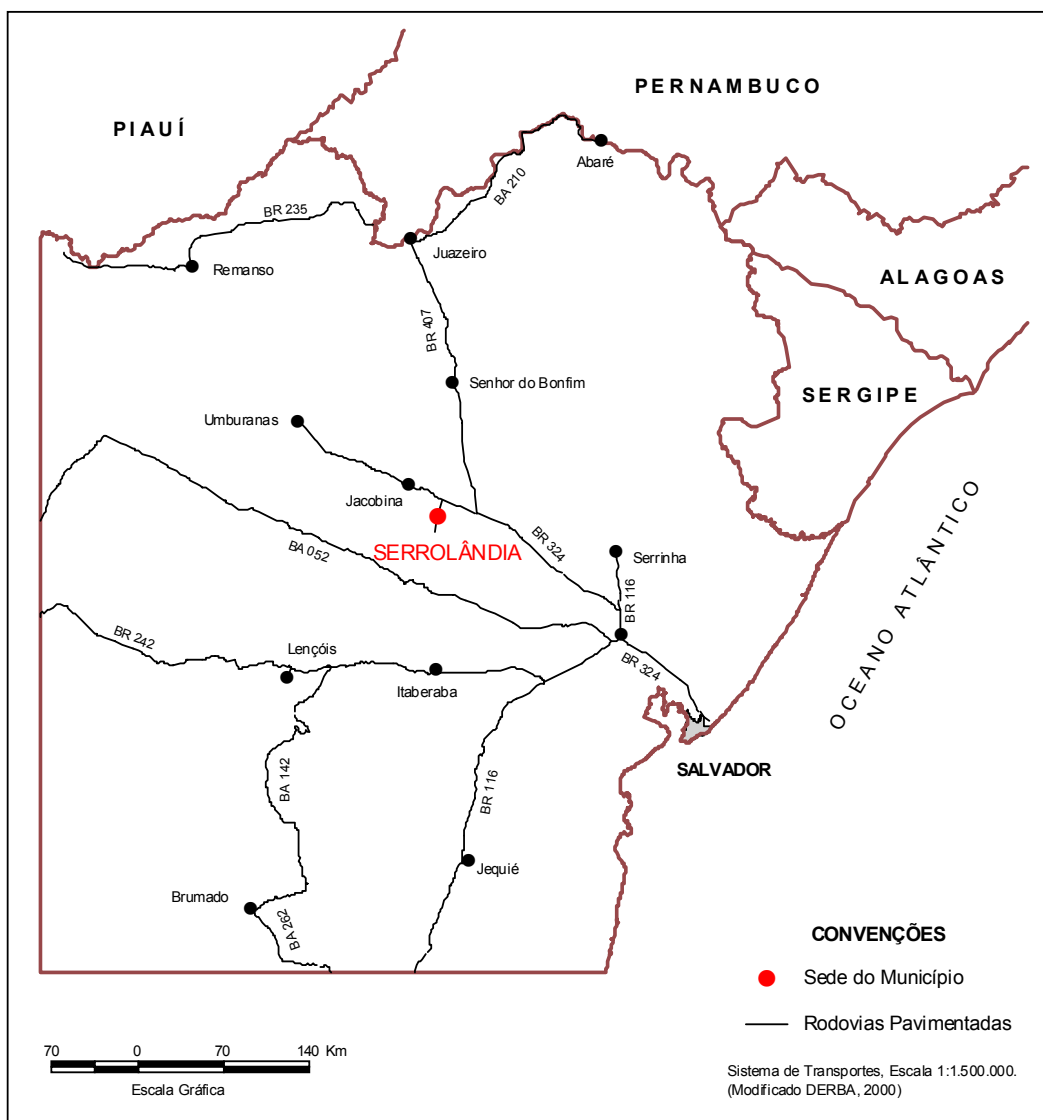 PERNAMBUCO
PIAUÍ
Abaré
BA 210
BR 235
Juazeiro
Remanso
ALAGOAS
BR 407
Senhor do Bonfim
SERGIPE
Umburanas
Jacobina
OCEANO ATLÂNTICO
SERROLÂNDIA
BR 324
BA 052
Serrinha
BR 116
BR 242
Lençóis
Itaberaba
BR 324
SALVADOR
BA 142
BR 116
Jequié
Brumado
BA 262
CONVENÇÕES
Sede do Município
Rodovias Pavimentadas
70 0 70 140 Km
Escala Gráfica
Sistema de Transportes, Escala 1:1.500.000.
(Modificado DERBA, 2000)